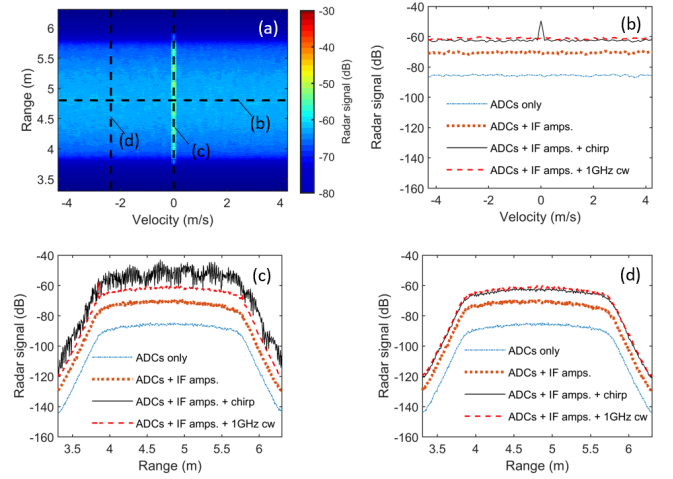 (a)
6
5.5
5
4.5
4
3.5
Range (m)
(b)
(c)
(d)
-4 -2 0 2 4
Velocity (m/s)
-30
-40
-50
-60
-70
-80
Radar signal (dB)
(b)
-40
-60
-80
-100
-120
-140
-160
Radar signal (dB)
ADCs only
ADCs + IF amps.
ADCs + IF amps. + chirp
ADCs + IF amps. + 1GHz cw
-4 -2 0 2 4
Velocity (m/s)
(c)
-40
-60
-80
-100
-120
-140
-160
Radar signal (dB)
ADCs only
ADCs + IF amps.
ADCs + IF amps. + chirp
ADCs + IF amps. + 1GHz cw
3.5 4 4.5 5 5.5 6
Range (m)
(d)
-40
-60
-80
-100
-120
-140
-160
Radar signal (dB)
ADCs only
ADCs + IF amps.
ADCs + IF amps. + chirp
ADCs + IF amps. + 1GHz cw
3.5 4 4.5 5 5.5 6
Range (m)